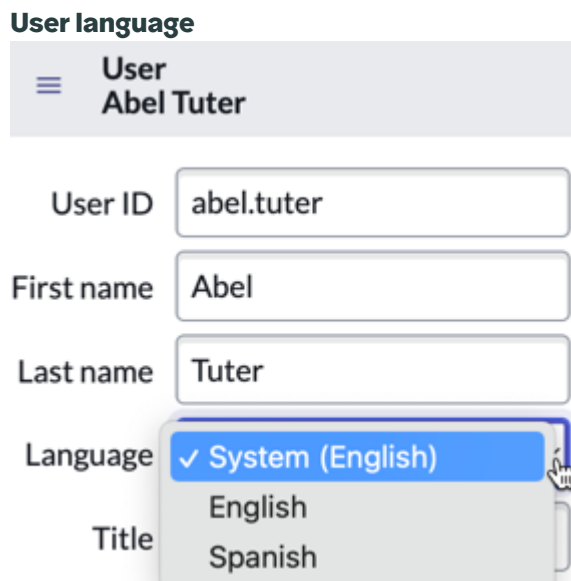 User language
User
Abel Tuter
User ID abel.tuter
First name Abel
Last name Tuter
Language ✓ System (English)
English
Title
Spanish